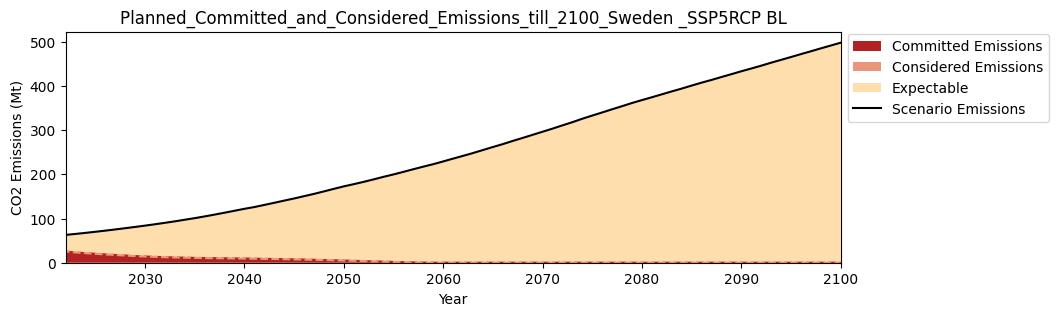 Planned_Committed_and_Considered_Emissions_till_2100_Sweden _SSP5RCP BL
CO2 Emissions (Mt)
500
400
300
200
100
0
2030 2040 2050 2060 2070 2080 2090 2100
Year
Committed Emissions
Considered Emissions
Expectable
Scenario Emissions